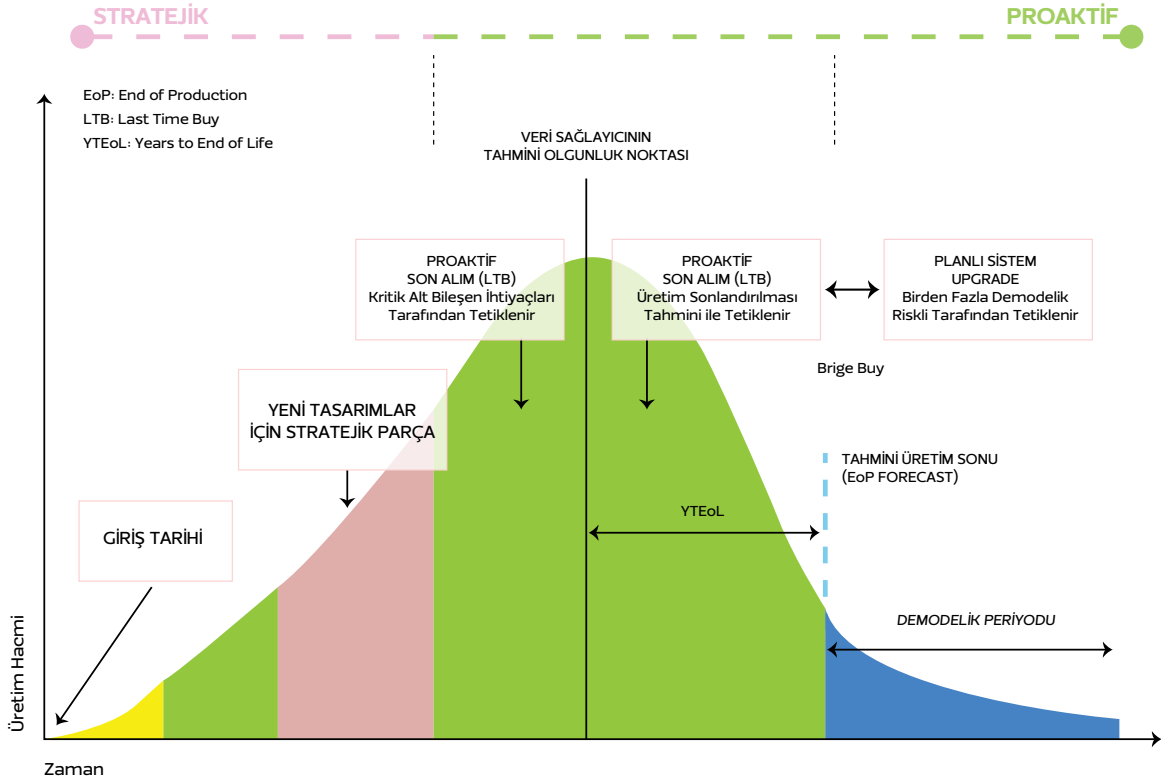 STRATEJİK
PROAKTİF
EoP: End of Production
LTB: Last Time Buy
YTEoL: Years to End of Life
VERİ SAĞLAYICININ
TAHMİNİ OLGUNLUK NOKTASI
PROAKTİF
SON ALIM (LTB)
Kritik Alt Bileşen İhtiyaçları
Tarafından Tetiklenir
PROAKTİF
SON ALIM (LTB)
Üretim Sonlandırılması
Tahmini ile Tetiklenir
PLANLI SİSTEM
UPGRADE
Birden Fazla Demodelik
Riskli Tarafından Tetiklenir
Brige Buy
YENİ TASARIMLAR
İÇİN STRATEJİK PARÇA
TAHMİNİ ÜRETİM SONU
(EoP FORECAST)
YTEoL
GİRİŞ TARİHİ
DEMODELİK PERİYODU
Üretim Hacmi
Zaman